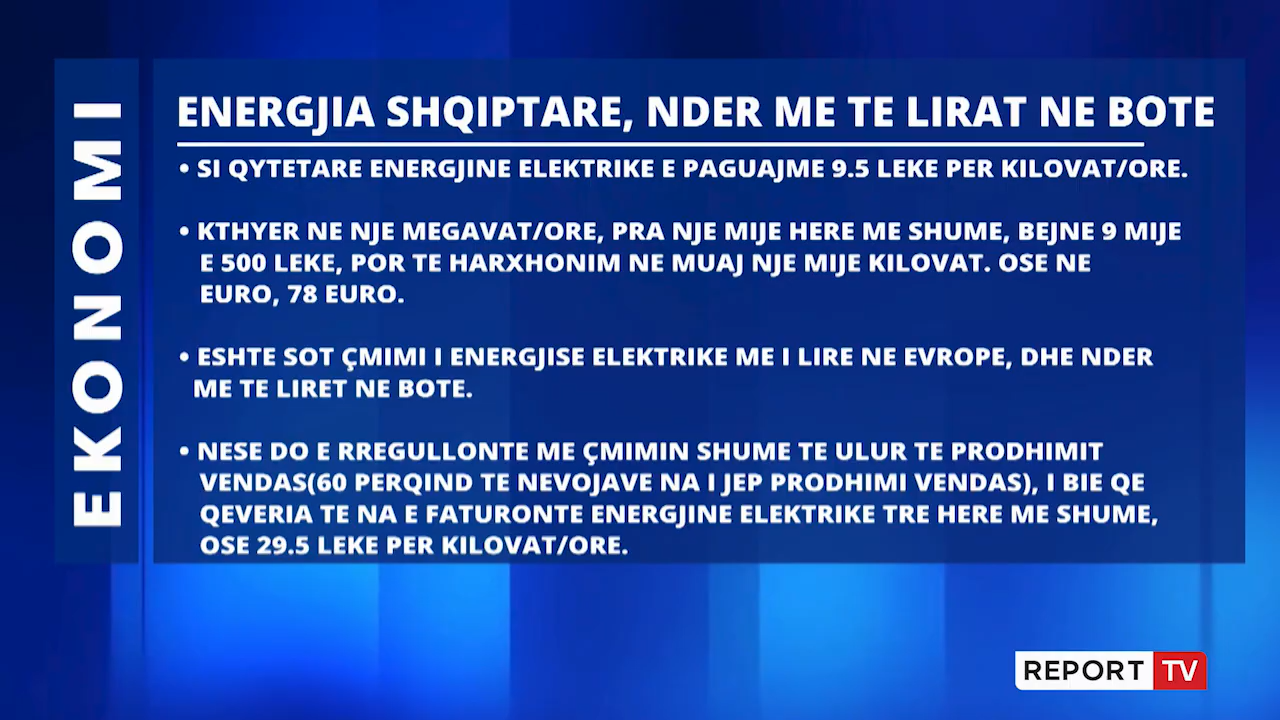 EKONOMI
ENERGJIA SHQIPTARE, NDER ME TE LIRAT NE BOTE
• SI QYTETARE ENERGJINE ELEKTRIKE E PAGUAJME 9.5 LEKE PER KILOVAT/ORE.
• KTHYER NE NJE MEGAVAT/ORE, PRA NJE MIJE HERE ME SHUME, BEJNE 9 MIJE
E 500 LEKE, POR TE HARXHONIM NE MUAJ NJE MIJE KILOVAT. OSE NE
EURO, 78 EURO.
• ESHTE SOT ÇMIMI I ENERGJISE ELEKTRIKE ME I LIRE NE EVROPE, DHE NDER
ME TE LIRET NE BOTE.
• NESE DO E RREGULLONTE ME ÇMIMIN SHUME TE ULUR TE PRODHIMIT
VENDAS(60 PERQIND TE NEVOJAVE NA I JEP PRODHIMI VENDAS), I BIE QE
QEVERIA TE NA E FATURONTE ENERGJINE ELEKTRIKE TRE HERE ME SHUME,
OSE 29.5 LEKE PER KILOVAT/ORE.
REPORT TV